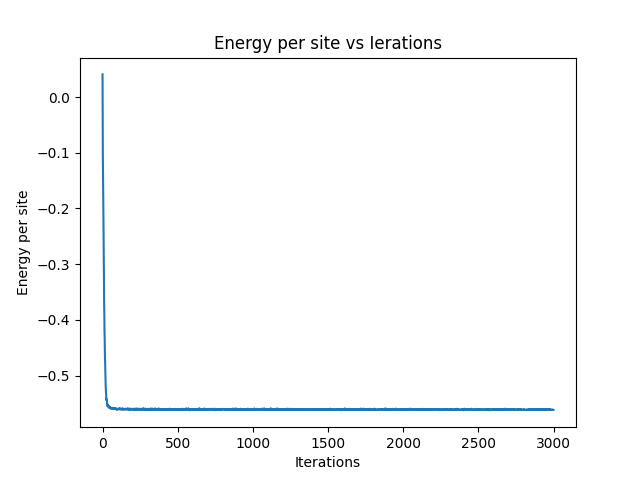 Energy per site vs Ierations
0.0
−0.1
−0.2
−0.3
−0.4
−0.5
Energy per site
0 500 1000 1500 2000 2500 3000
Iterations